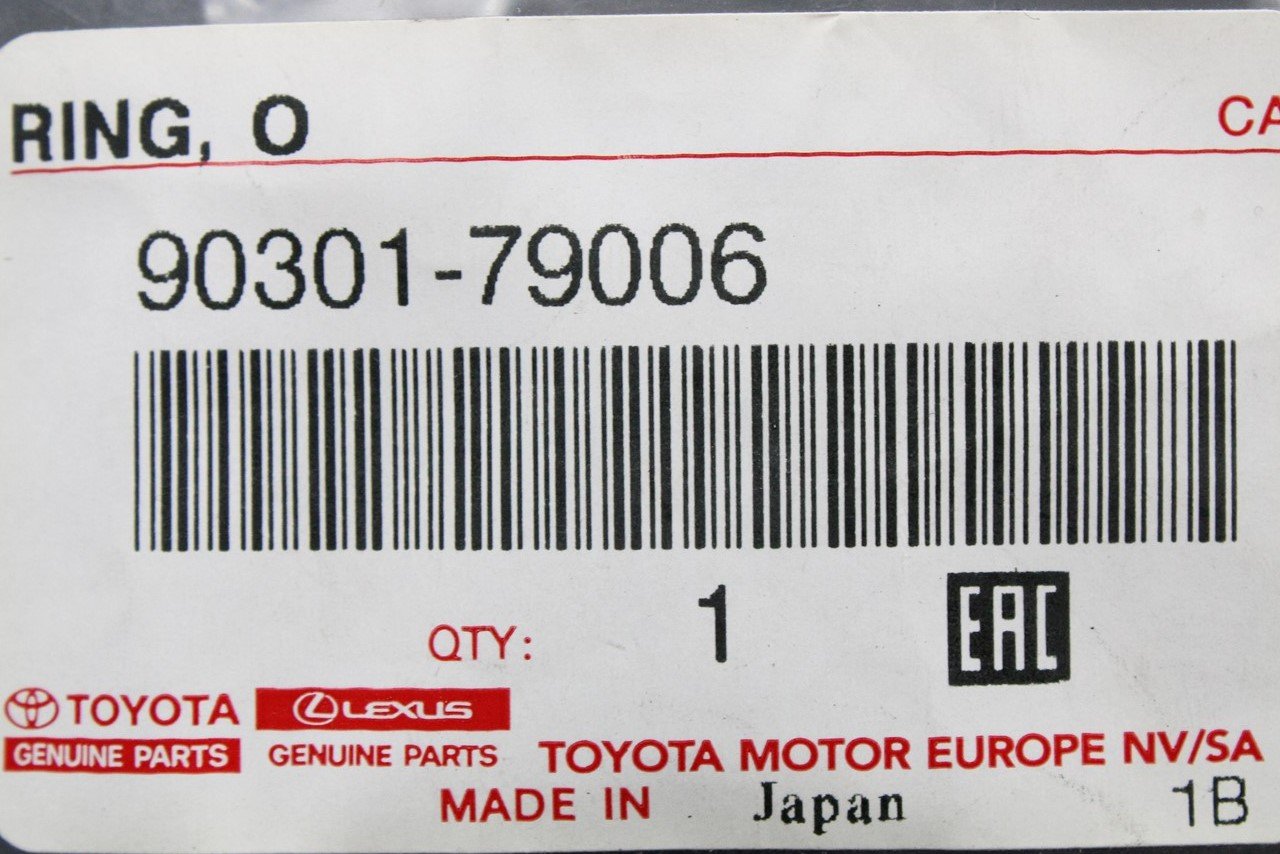 RING, O CA
90301-79006
QTY: 1 EAC
TOYOTA LEXUS
GENUINE PARTS GENUINE PARTS TOYOTA MOTOR EUROPE NV/SA
MADE IN Japan 1B